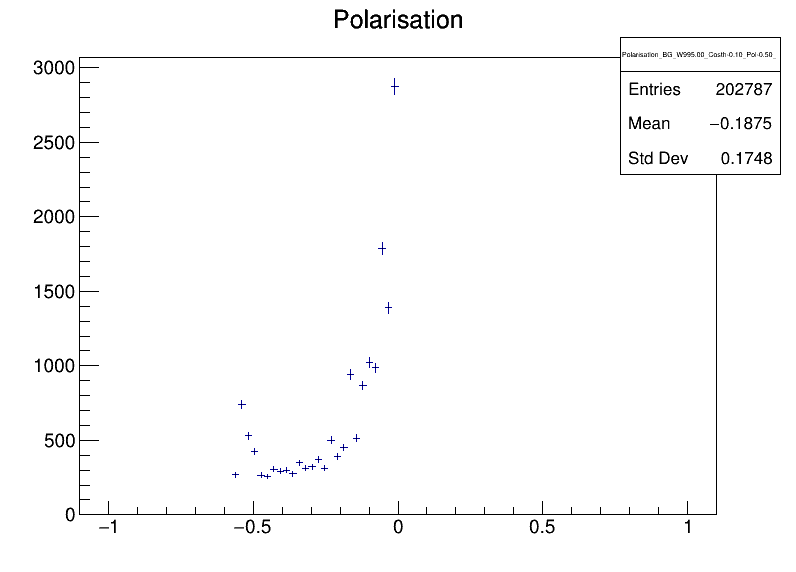 Polarisation
Polarisation_BG_W995.00_Costh-0.10_Pol-0.50_
Entries 202787
Mean −0.1875
Std Dev 0.1748
3000
2500
2000
1500
1000
500
0
−1 −0.5 0 0.5 1